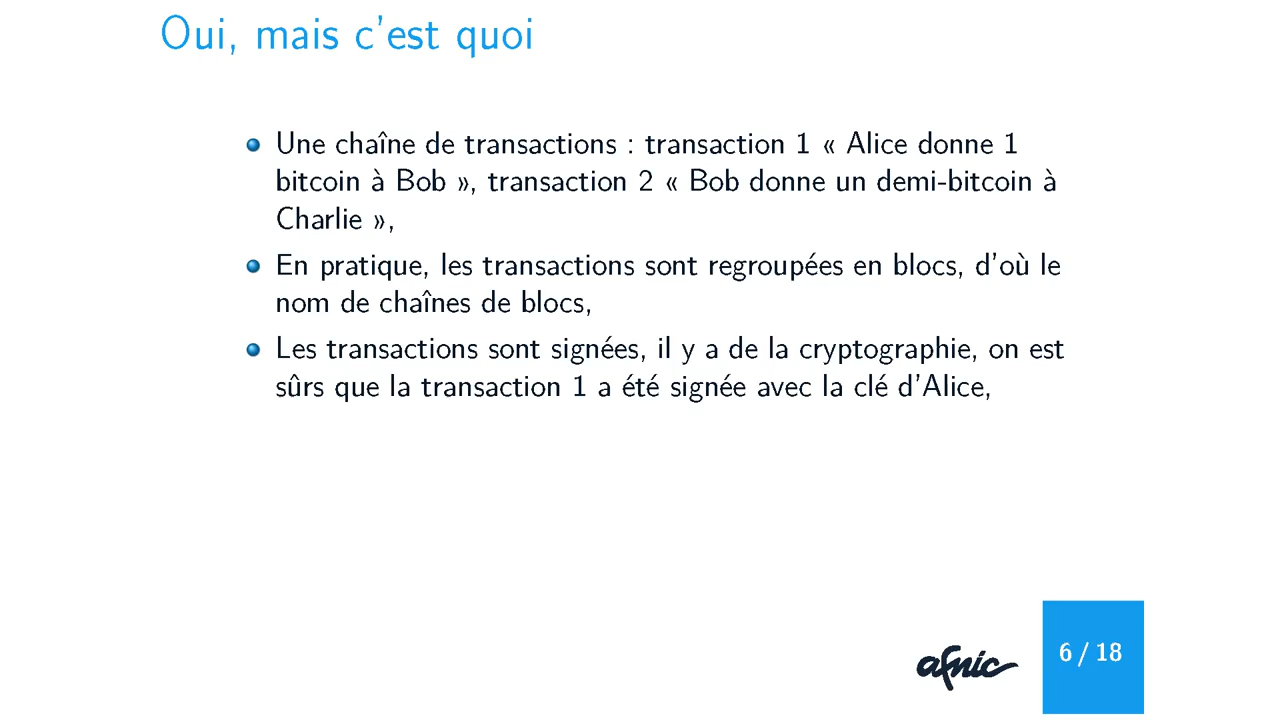 Oui, mais c'est quoi
Une chaîne de transactions : transaction 1 « Alice donne 1
bitcoin à Bob », transaction 2 « Bob donne un demi-bitcoin à
Charlie »,
En pratique, les transactions sont regroupées en blocs, d'où le
nom de chaînes de blocs,
Les transactions sont signées, il y a de la cryptographie, on est
sûrs que la transaction 1 a été signée avec la clé d'Alice,
afnic
6 / 18